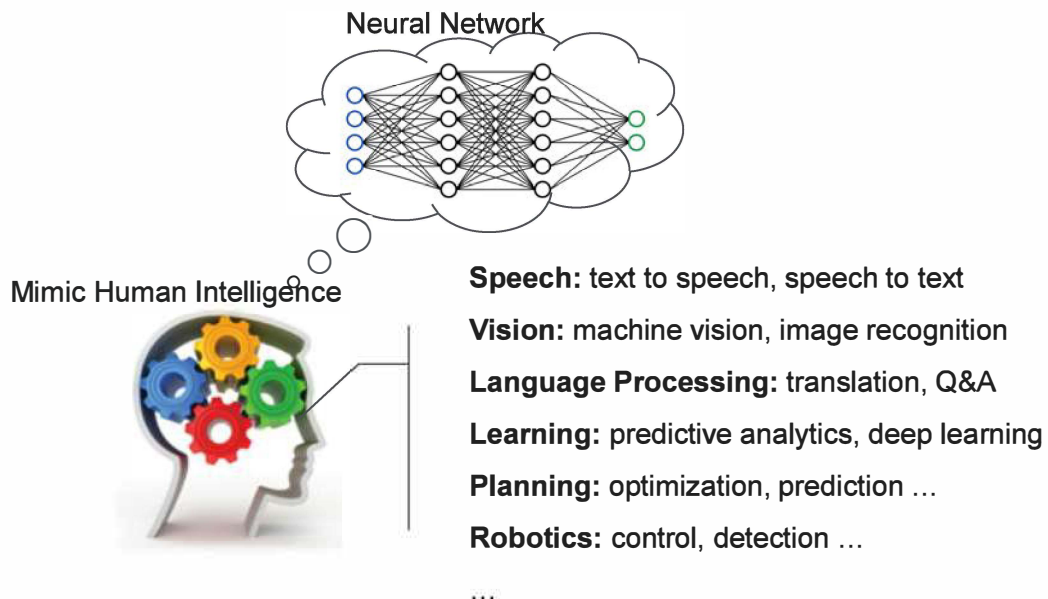 Neural Network
Mimic Human Intelligence
Speech: text to speech, speech to text
Vision: machine vision, image recognition
Language Processing: translation, Q&A
Learning: predictive analytics, deep learning
Planning: optimization, prediction …
Robotics: control, detection …
…